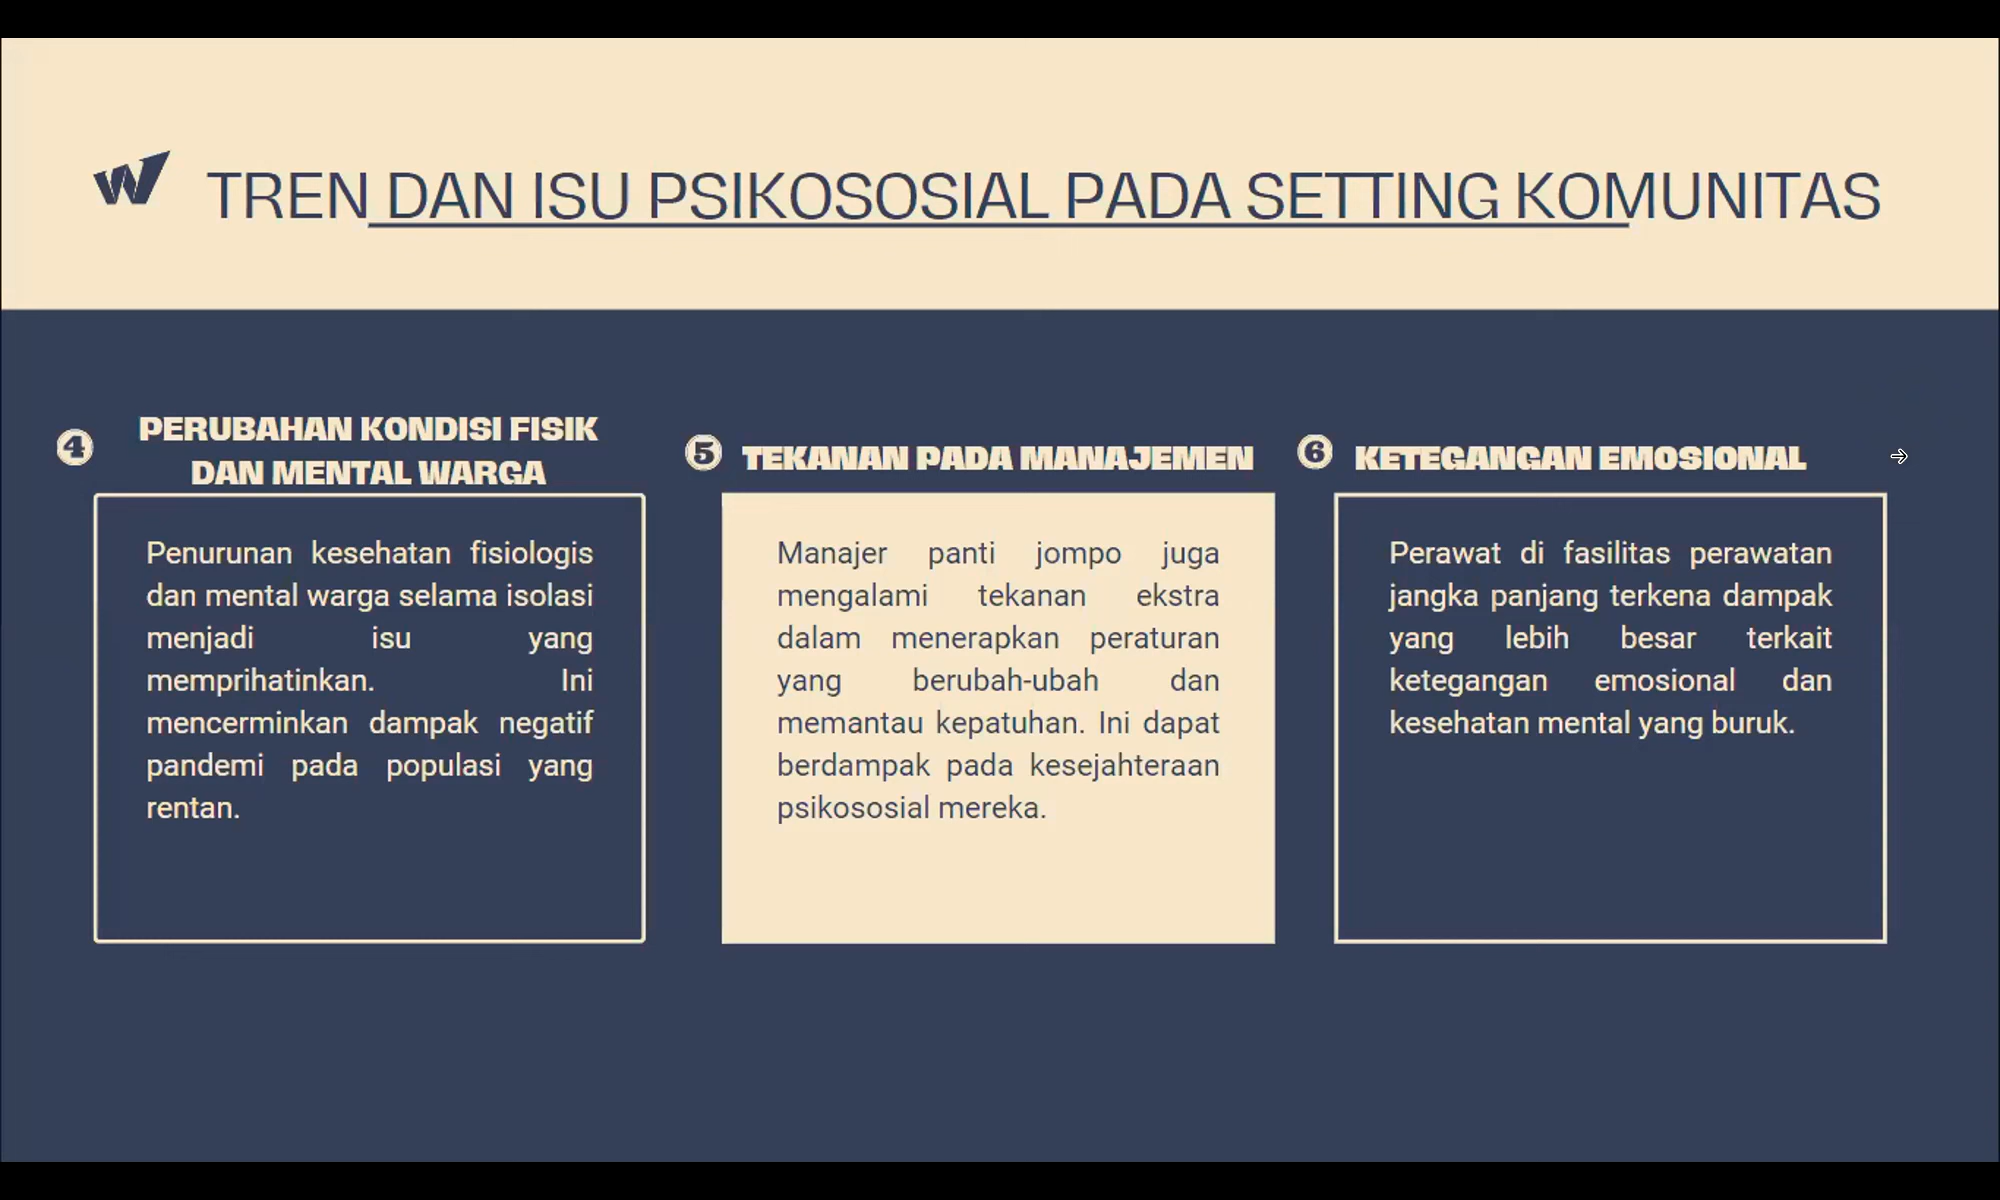 TREN DAN ISU PSIKOSOSIAL PADA SETTING KOMUNITAS
4
PERUBAHAN KONDISI FISIK
DAN MENTAL WARGA
Penurunan kesehatan fisiologis
dan mental warga selama isolasi
menjadi isu yang
memprihatinkan. Ini
mencerminkan dampak negatif
pandemi pada populasi yang
rentan.
5
TEKANAN PADA MANAJEMEN
Manajer panti jompo juga
mengalami tekanan ekstra
dalam menerapkan peraturan
yang berubah-ubah dan
memantau kepatuhan. Ini dapat
berdampak pada kesejahteraan
psikososial mereka.
6
KETEGANGAN EMOSIONAL
Perawat di fasilitas perawatan
jangka panjang terkena dampak
yang lebih besar terkait
ketegangan emosional dan
kesehatan mental yang buruk.